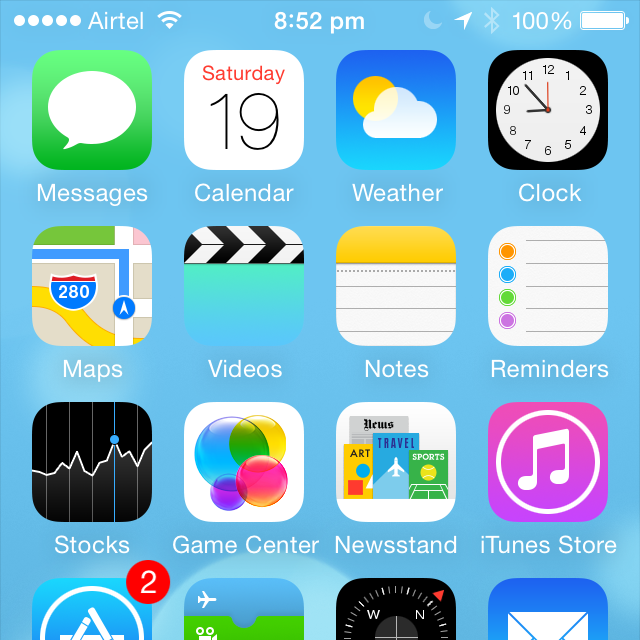 Airtel 8:52 pm 100%
Saturday
19
12
11 1
10 2
9 3
8 4
7 5
6
Messages Calendar Weather Clock
280
Maps Videos Notes Reminders
News
TRAVEL
ART
SPORTS
Stocks Game Center Newsstand iTunes Store
2
W N